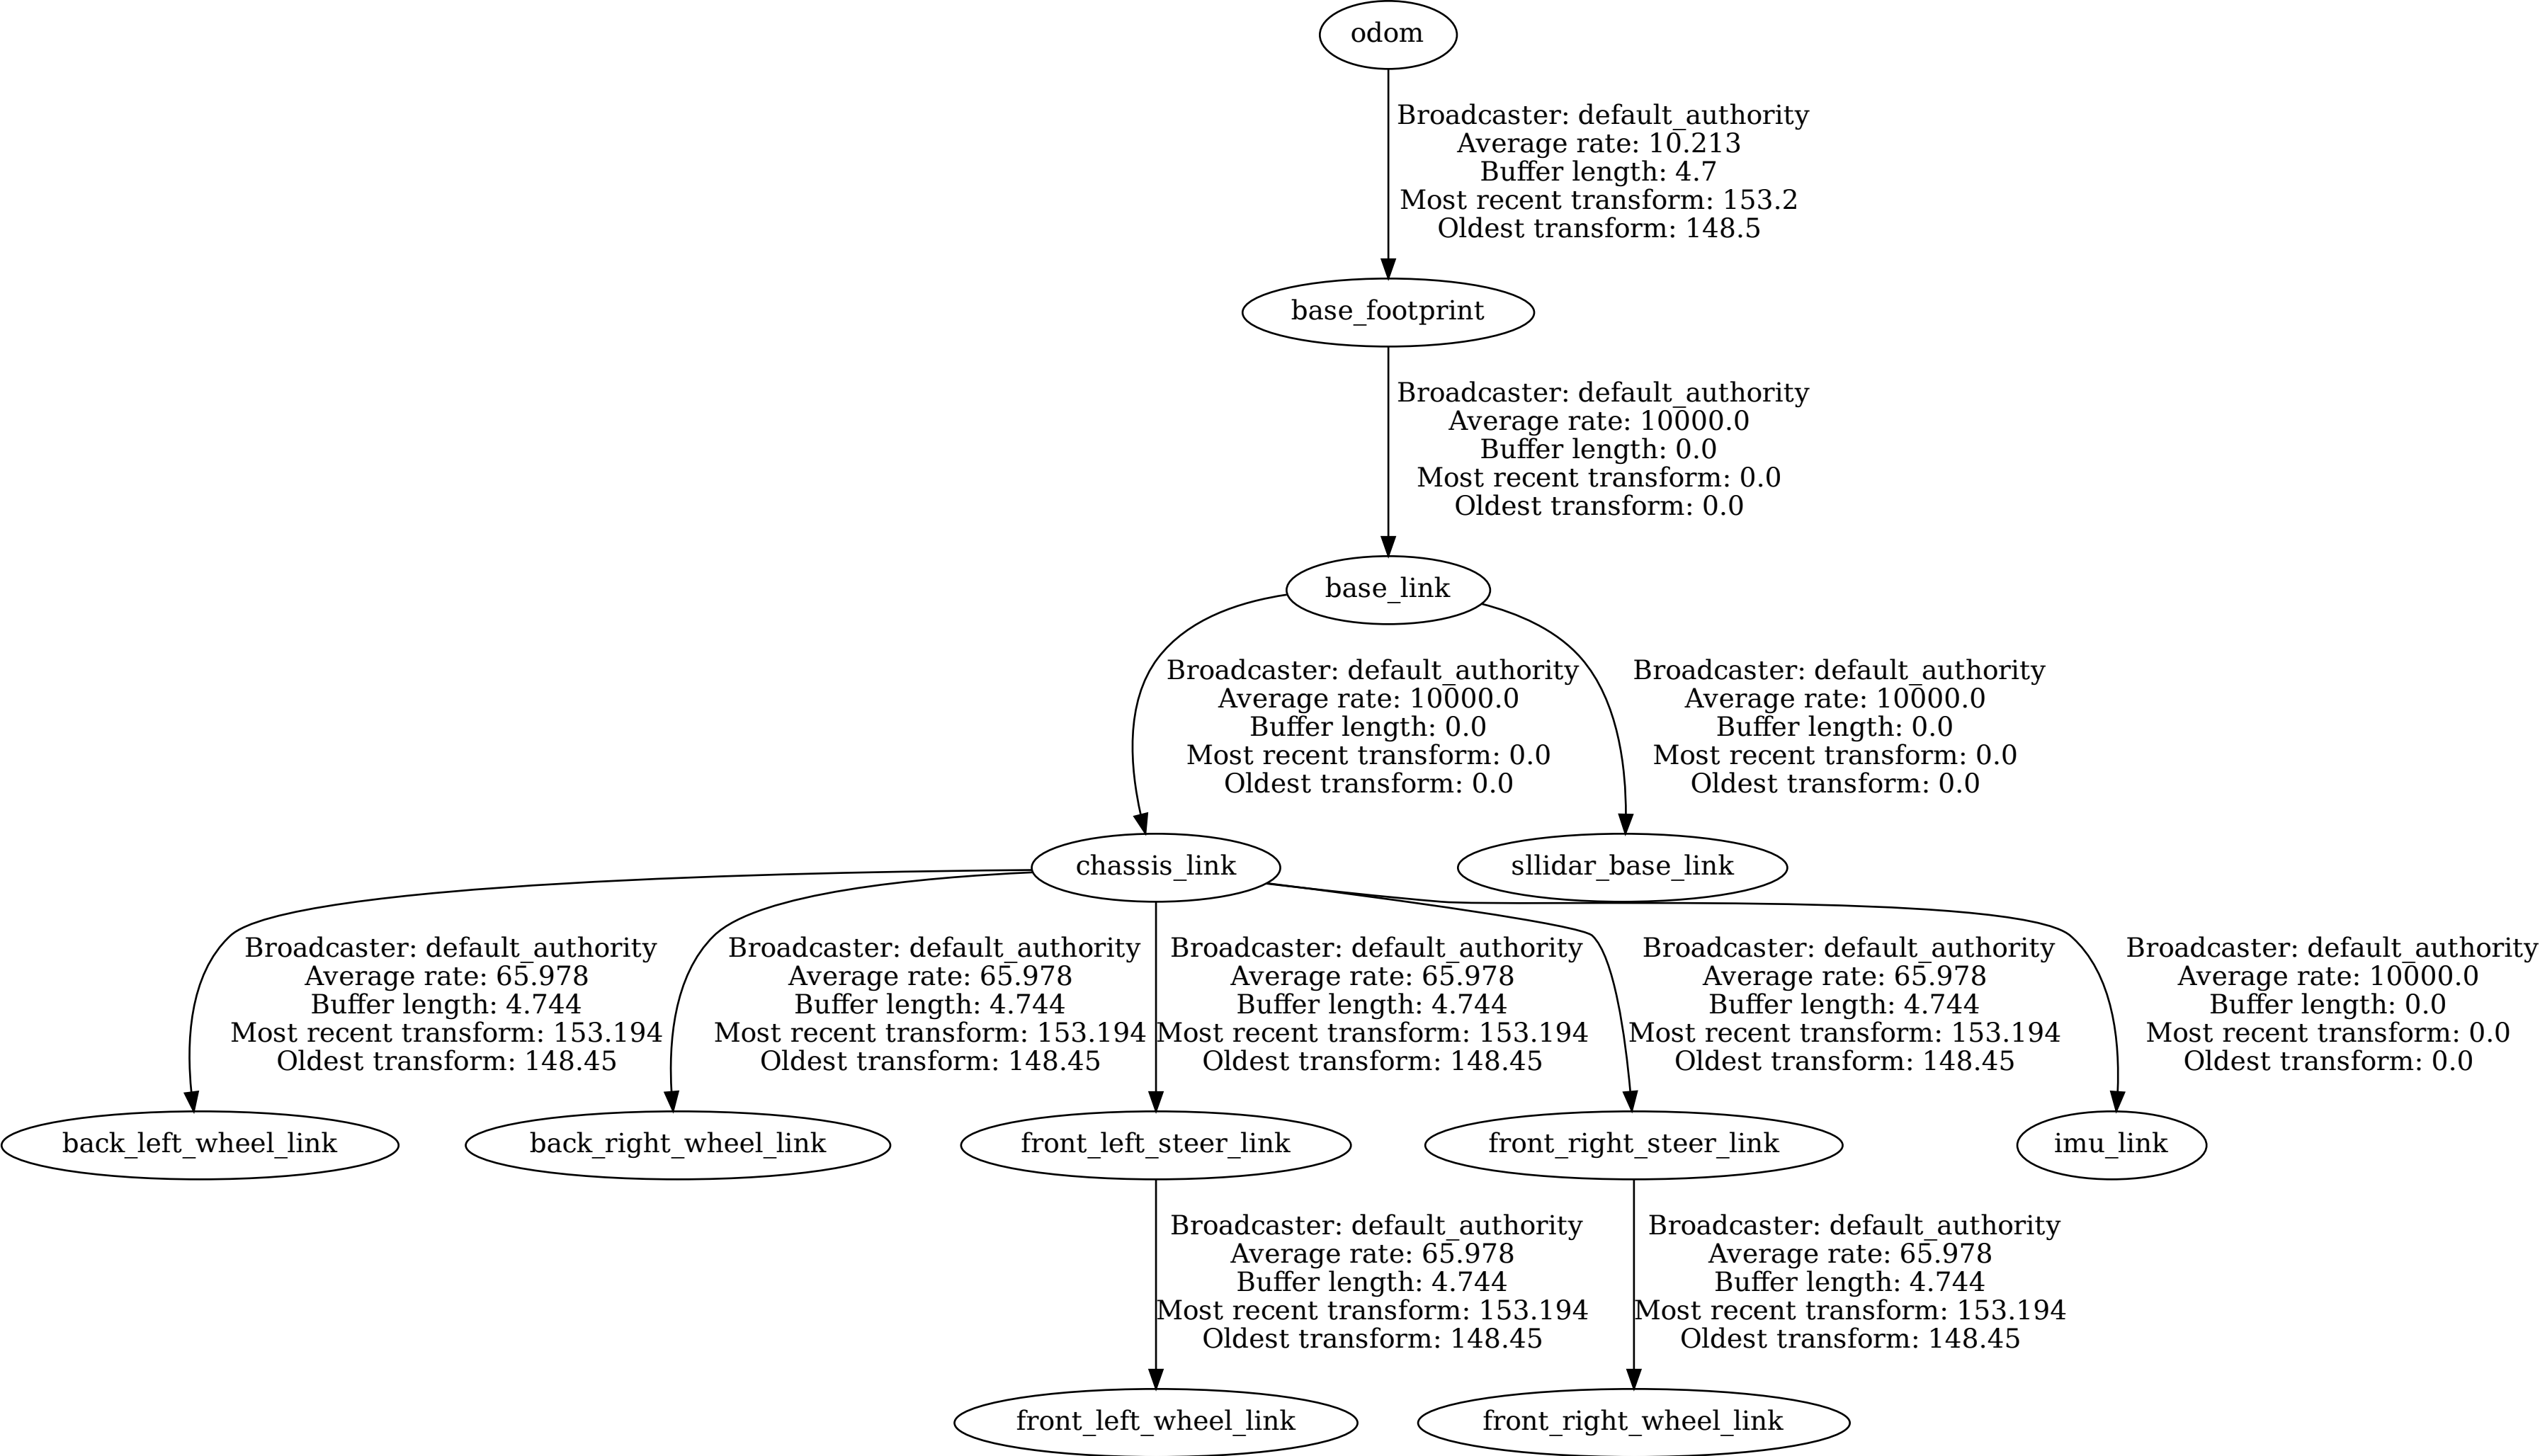 odom
Broadcaster: default_authority
Average rate: 10.213
Buffer length: 4.7
Most recent transform: 153.2
Oldest transform: 148.5
base_footprint
Broadcaster: default_authority
Average rate: 10000.0
Buffer length: 0.0
Most recent transform: 0.0
Oldest transform: 0.0
base_link
Broadcaster: default_authority
Average rate: 10000.0
Buffer length: 0.0
Most recent transform: 0.0
Oldest transform: 0.0
Broadcaster: default_authority
Average rate: 10000.0
Buffer length: 0.0
Most recent transform: 0.0
Oldest transform: 0.0
chassis_link
sllidar_base_link
Broadcaster: default_authority
Average rate: 65.978
Buffer length: 4.744
Most recent transform: 153.194
Oldest transform: 148.45
Broadcaster: default_authority
Average rate: 65.978
Buffer length: 4.744
Most recent transform: 153.194
Oldest transform: 148.45
Broadcaster: default_authority
Average rate: 65.978
Buffer length: 4.744
Most recent transform: 153.194
Oldest transform: 148.45
Broadcaster: default_authority
Average rate: 65.978
Buffer length: 4.744
Most recent transform: 153.194
Oldest transform: 148.45
Broadcaster: default_authority
Average rate: 10000.0
Buffer length: 0.0
Most recent transform: 0.0
Oldest transform: 0.0
back_left_wheel_link
back_right_wheel_link
front_left_steer_link
front_right_steer_link
imu_link
Broadcaster: default_authority
Average rate: 65.978
Buffer length: 4.744
Most recent transform: 153.194
Oldest transform: 148.45
Broadcaster: default_authority
Average rate: 65.978
Buffer length: 4.744
Most recent transform: 153.194
Oldest transform: 148.45
front_left_wheel_link
front_right_wheel_link